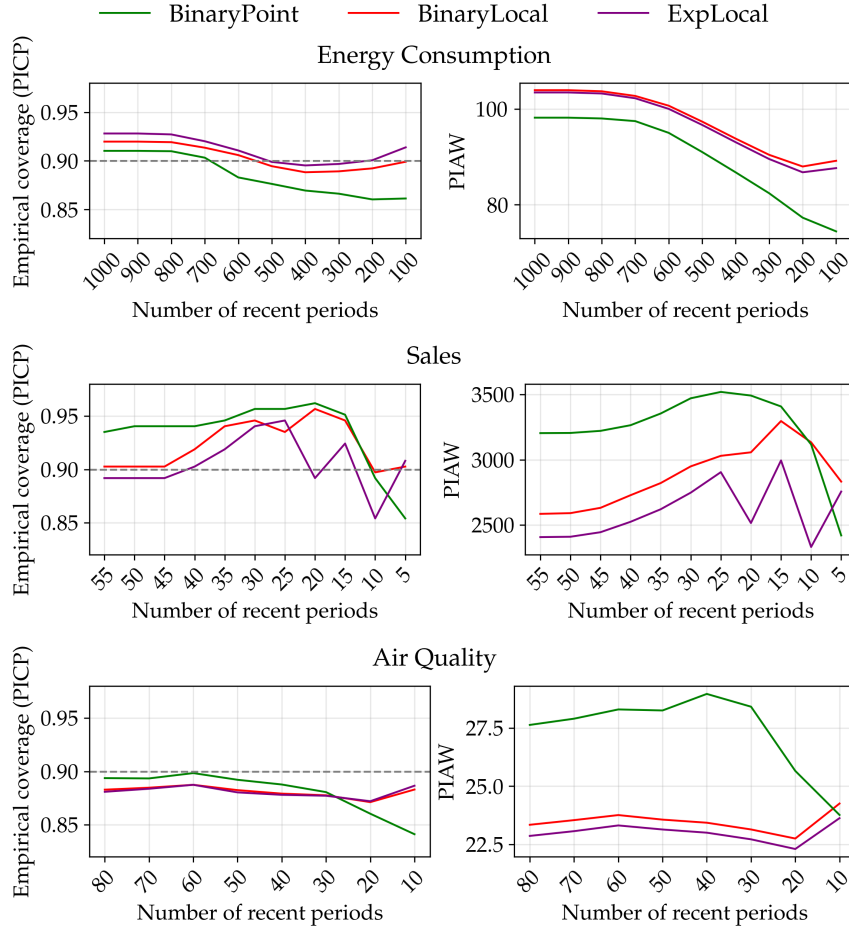 BinaryPoint BinaryLocal ExpLocal
Energy Consumption
Empirical coverage (PICP)
0.95
0.90
0.85
1000 900 800 700 600 500 400 300 200 100
Number of recent periods
PIAW
100
80
1000 900 800 700 600 500 400 300 200 100
Number of recent periods
Sales
Empirical coverage (PICP)
0.95
0.90
0.85
55 50 45 40 35 30 25 20 15 10 5
Number of recent periods
PIAW
3500
3000
2500
55 50 45 40 35 30 25 20 15 10 5
Number of recent periods
Air Quality
Empirical coverage (PICP)
0.95
0.90
0.85
80 70 60 50 40 30 20 10
Number of recent periods
PIAW
27.5
25.0
22.5
80 70 60 50 40 30 20 10
Number of recent periods